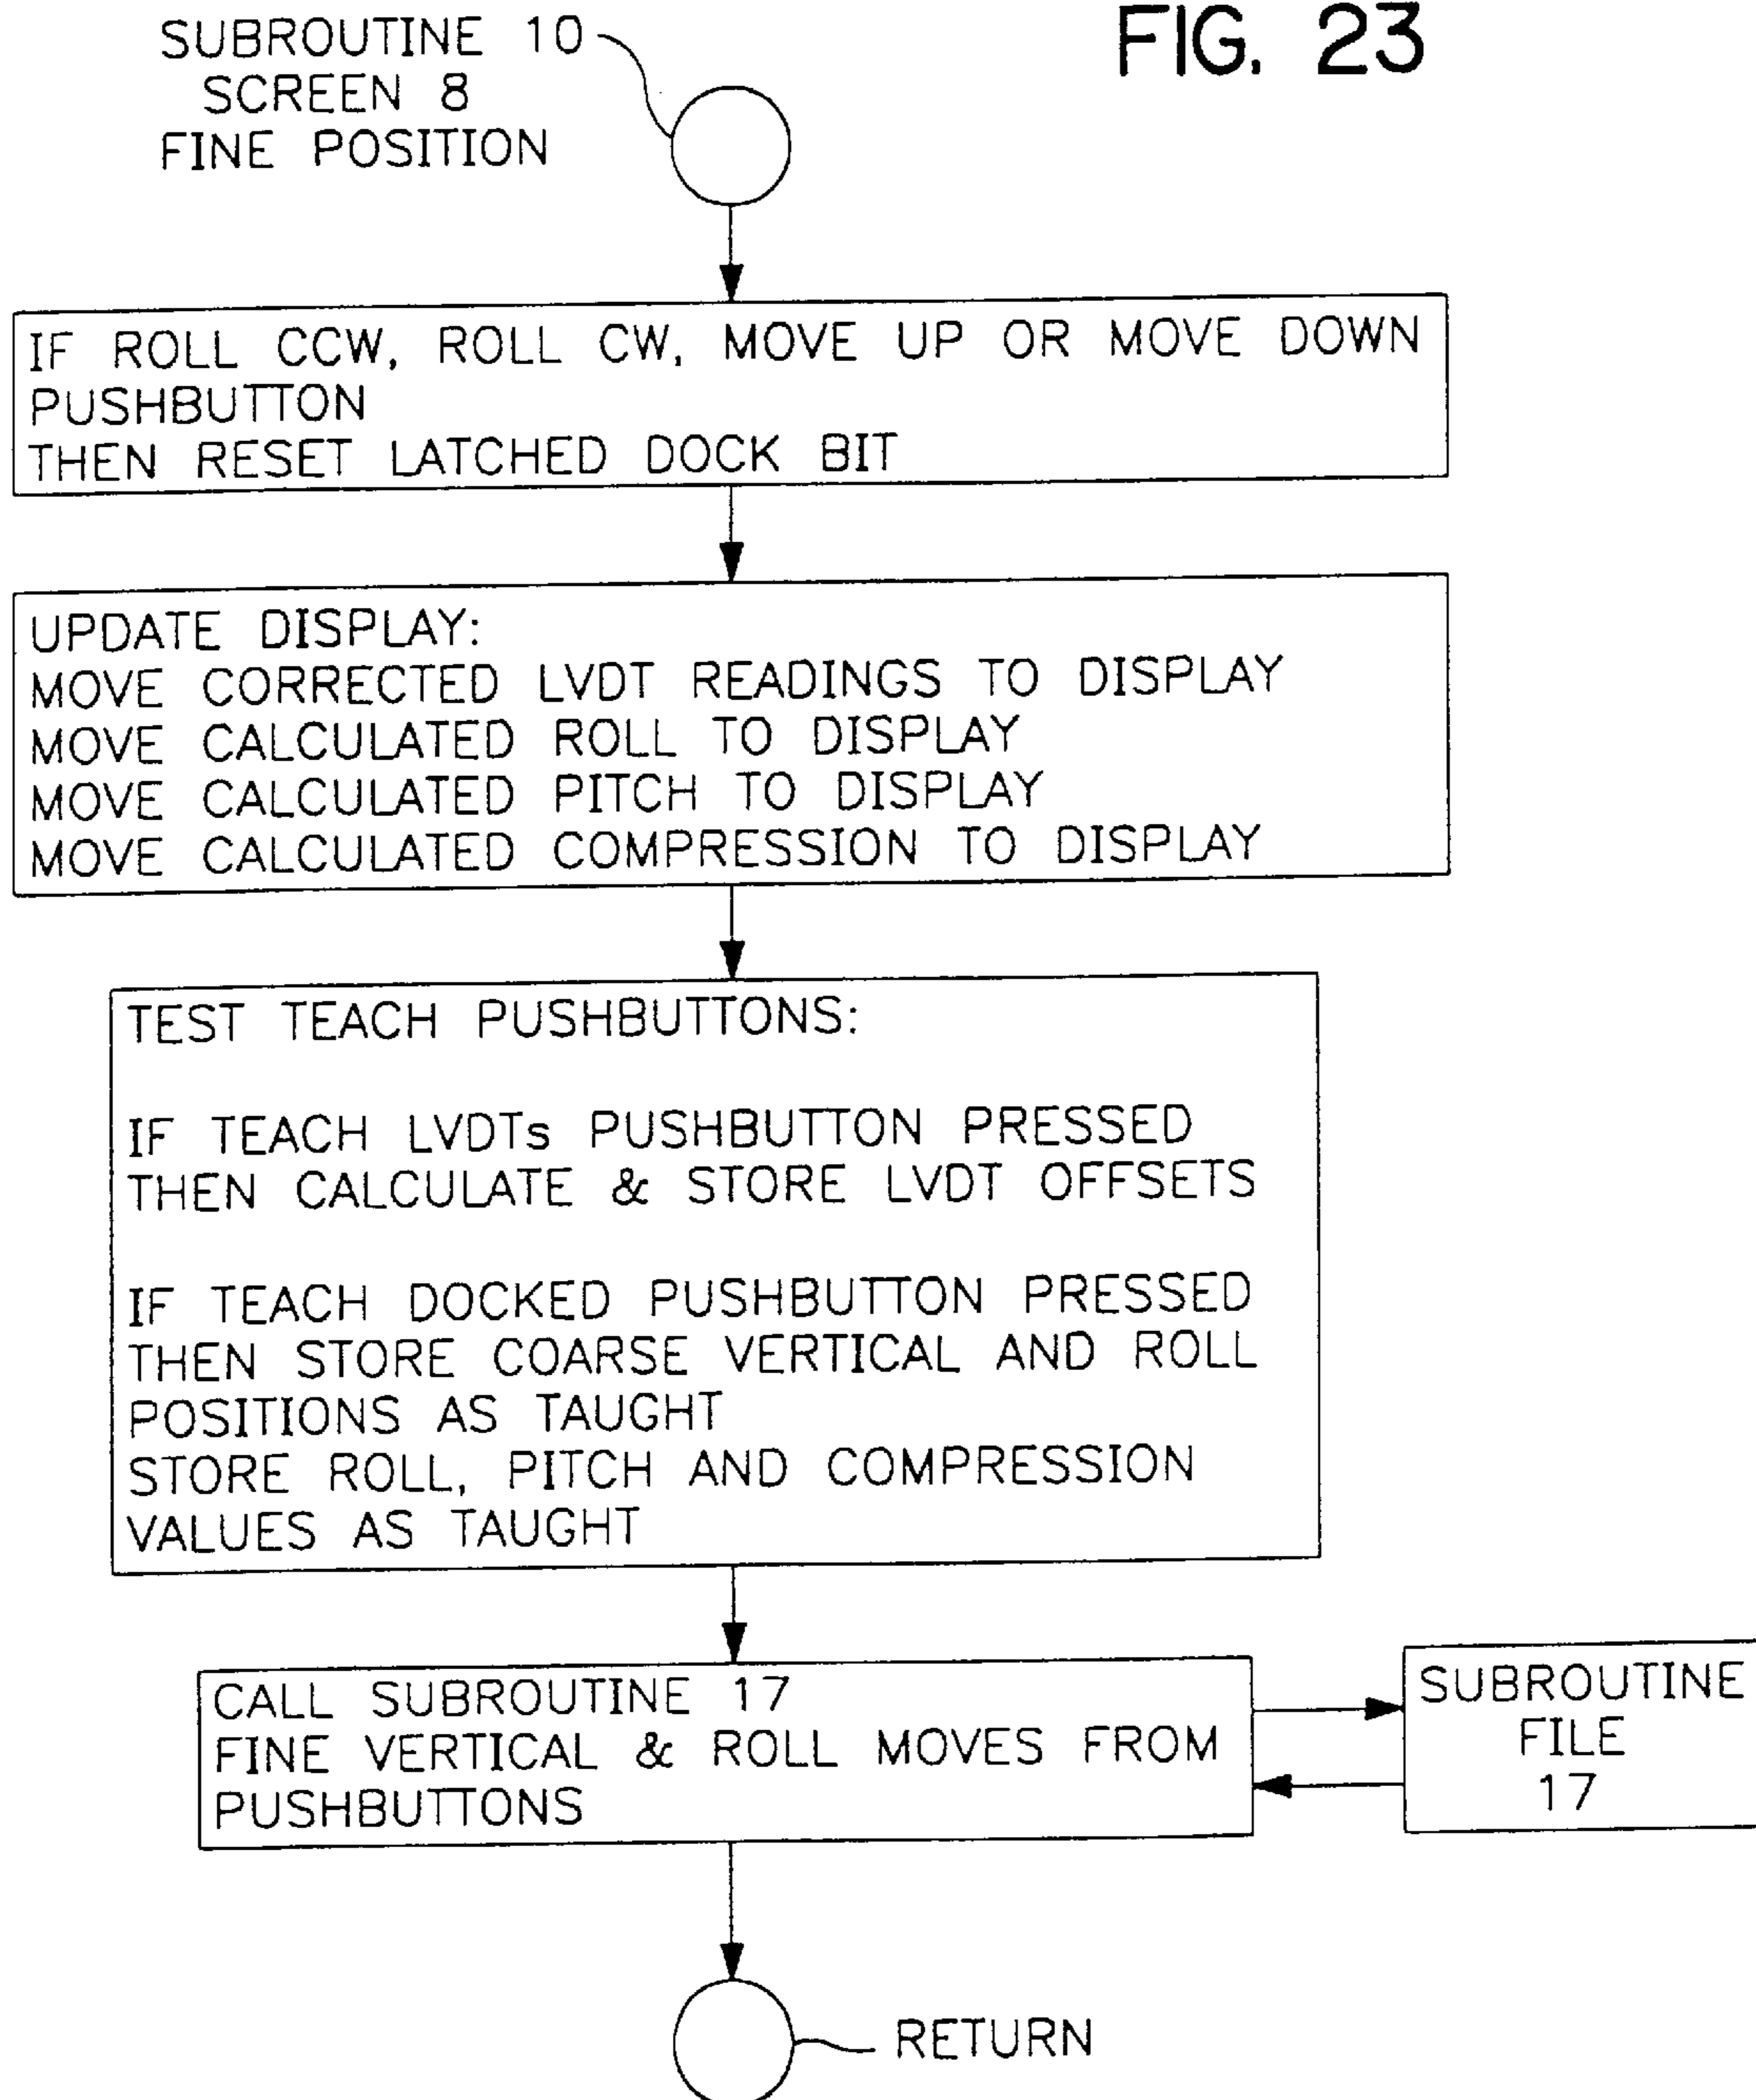 SUBROUTINE 10
SCREEN 8
FINE POSITION
FIG. 23
IF ROLL CCW, ROLL CW, MOVE UP OR MOVE DOWN
PUSHBUTTON
THEN RESET LATCHED DOCK BIT
UPDATE DISPLAY:
MOVE CORRECTED LVDT READINGS TO DISPLAY
MOVE CALCULATED ROLL TO DISPLAY
MOVE CALCULATED PITCH TO DISPLAY
MOVE CALCULATED COMPRESSION TO DISPLAY
TEST TEACH PUSHBUTTONS:
IF TEACH LVDTs PUSHBUTTON PRESSED
THEN CALCULATE & STORE LVDT OFFSETS
IF TEACH DOCKED PUSHBUTTON PRESSED
THEN STORE COARSE VERTICAL AND ROLL
POSITIONS AS TAUGHT
STORE ROLL, PITCH AND COMPRESSION
VALUES AS TAUGHT
CALL SUBROUTINE 17
FINE VERTICAL & ROLL MOVES FROM
PUSHBUTTONS
SUBROUTINE
FILE
17
RETURN